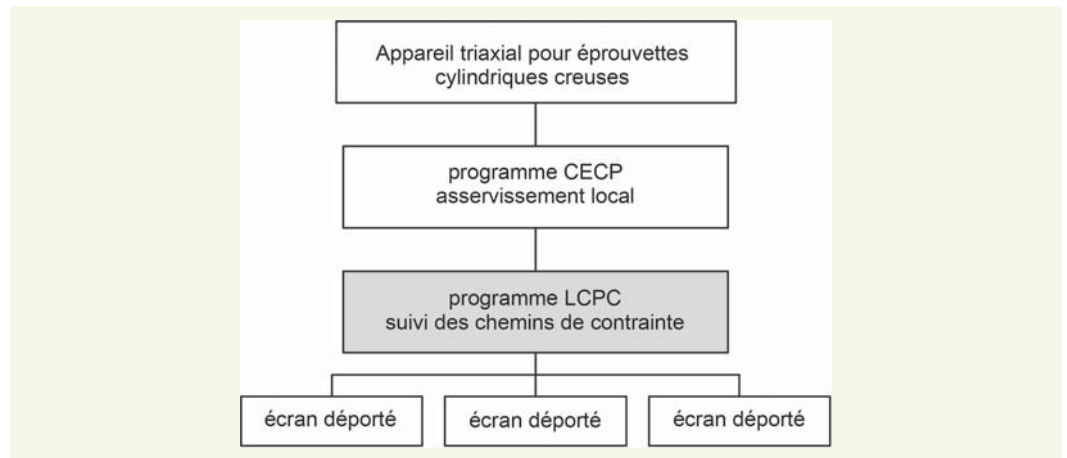 Appareil triaxial pour éprouvettes
cylindriques creuses
programme CECP
asservissement local
programme LCPC
suivi des chemins de contrainte
écran déporté
écran déporté
écran déporté